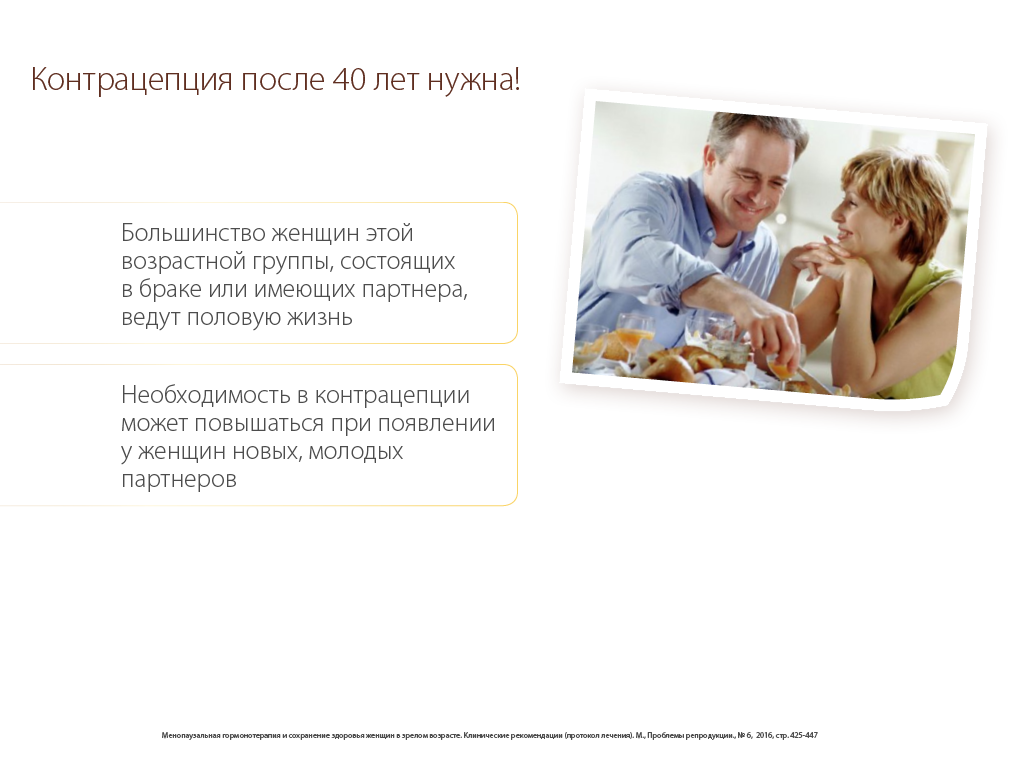 Контрацепция после 40 лет нужна!
Большинство женщин этой
возрастной группы, состоящих
в браке или имеющих партнера,
ведут половую жизнь
Необходимость в контрацепции
может повышаться при появлении
у женщин новых, молодых
партнеров
Менопаузальная гормонотерапия и сохранение здоровья женщин в зрелом возрасте. Клинические рекомендации (протокол лечения). М., Проблемы репродукции., № 6, 2016, стр. 425-447